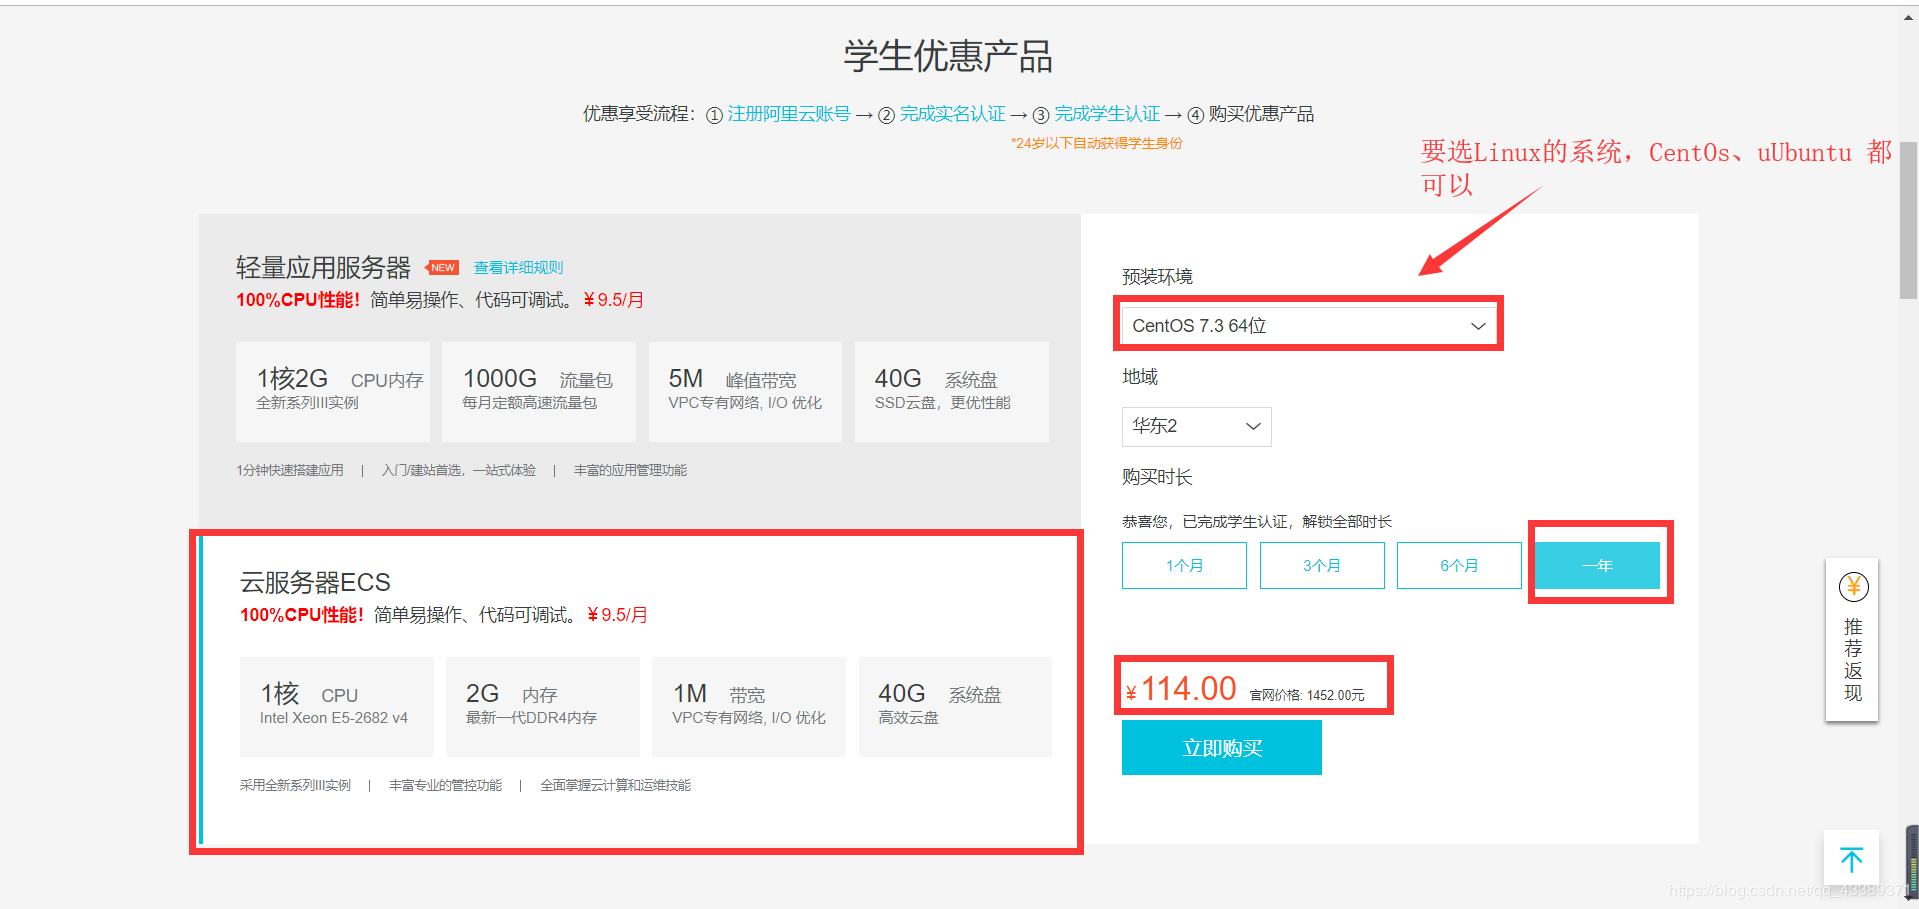 学生优惠产品
优惠享受流程：① 注册阿里云账号 → ② 完成实名认证 → ③ 完成学生认证 → ④ 购买优惠产品
*24岁以下自动获得学生身份
要选Linux的系统，CentOs、uUbuntu 都
可以
轻量应用服务器 NEW 查看详细规则
100%CPU性能！简单易操作、代码可调试。￥9.5/月
1核2G CPU内存
全新系列III实例
1000G 流量包
每月定额高速流量包
5M 峰值带宽
VPC专有网络, I/O 优化
40G 系统盘
SSD云盘，更优性能
1分钟快速搭建应用 | 入门/建站首选，一站式体验 | 丰富的应用管理功能
云服务器ECS
100%CPU性能！简单易操作、代码可调试。￥9.5/月
1核 CPU
Intel Xeon E5-2682 v4
2G 内存
最新一代DDR4内存
1M 带宽
VPC专有网络, I/O 优化
40G 系统盘
高效云盘
采用全新系列III实例 | 丰富专业的管控功能 | 全面掌握云计算和运维技能
预装环境
CentOS 7.3 64位
地域
华东2
购买时长
恭喜您，已完成学生认证，解锁全部时长
1个月 3个月 6个月 一年
￥114.00 官网价格: 1452.00元
立即购买
￥
推
荐
返
现